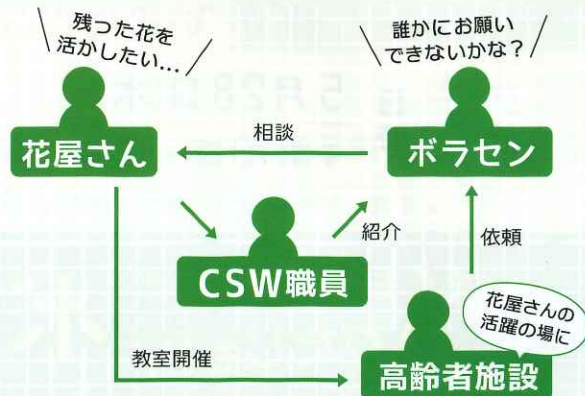 残った花を
活かしたい…
誰かにお願い
できないかな？
花屋さん
相談
ボラセン
紹介
依頼
CSW職員
花屋さんの
活躍の場に
教室開催
高齢者施設